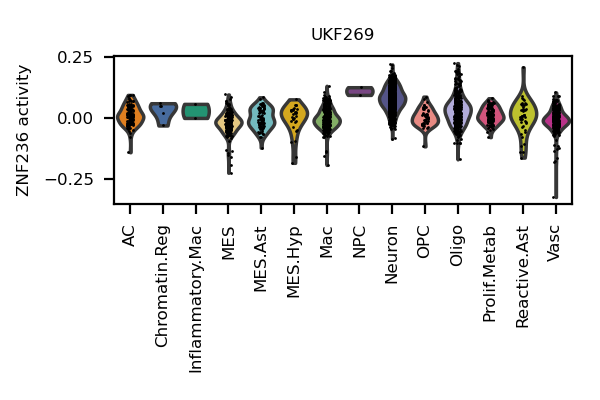 UKF269
ZNF236 activity
0.25
0.00
−0.25
AC
Chromatin.Reg
Inflammatory.Mac
MES
MES.Ast
MES.Hyp
Mac
NPC
Neuron
OPC
Oligo
Prolif.Metab
Reactive.Ast
Vasc